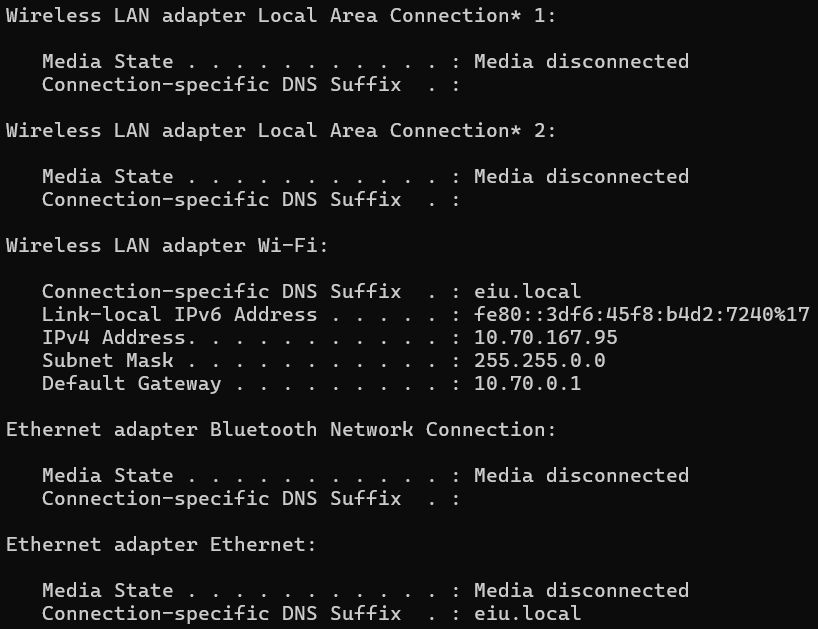 Wireless LAN adapter Local Area Connection* 1:
Media State . . . . . . . . . . . : Media disconnected
Connection-specific DNS Suffix  . :
Wireless LAN adapter Local Area Connection* 2:
Media State . . . . . . . . . . . : Media disconnected
Connection-specific DNS Suffix  . :
Wireless LAN adapter Wi-Fi:
Connection-specific DNS Suffix  . : eiu.local
Link-local IPv6 Address . . . . . : fe80::3df6:45f8:b4d2:7240%17
IPv4 Address. . . . . . . . . . . : 10.70.167.95
Subnet Mask . . . . . . . . . . . : 255.255.0.0
Default Gateway . . . . . . . . . : 10.70.0.1
Ethernet adapter Bluetooth Network Connection:
Media State . . . . . . . . . . . : Media disconnected
Connection-specific DNS Suffix  . :
Ethernet adapter Ethernet:
Media State . . . . . . . . . . . : Media disconnected
Connection-specific DNS Suffix  . : eiu.local